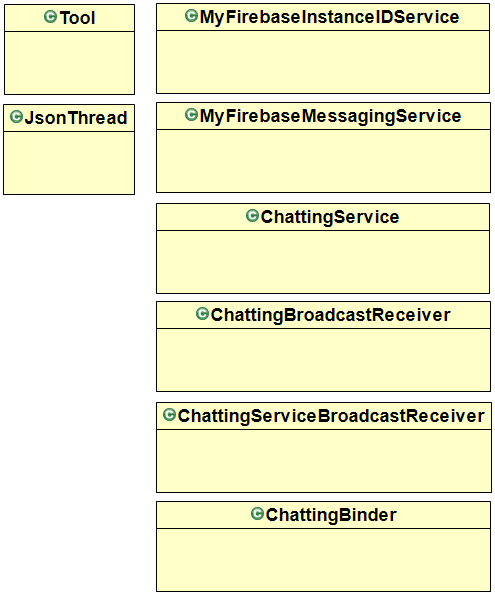 Tool
JsonThread
MyFirebaseInstanceIDService
MyFirebaseMessagingService
ChattingService
ChattingBroadcastReceiver
ChattingServiceBroadcastReceiver
ChattingBinder